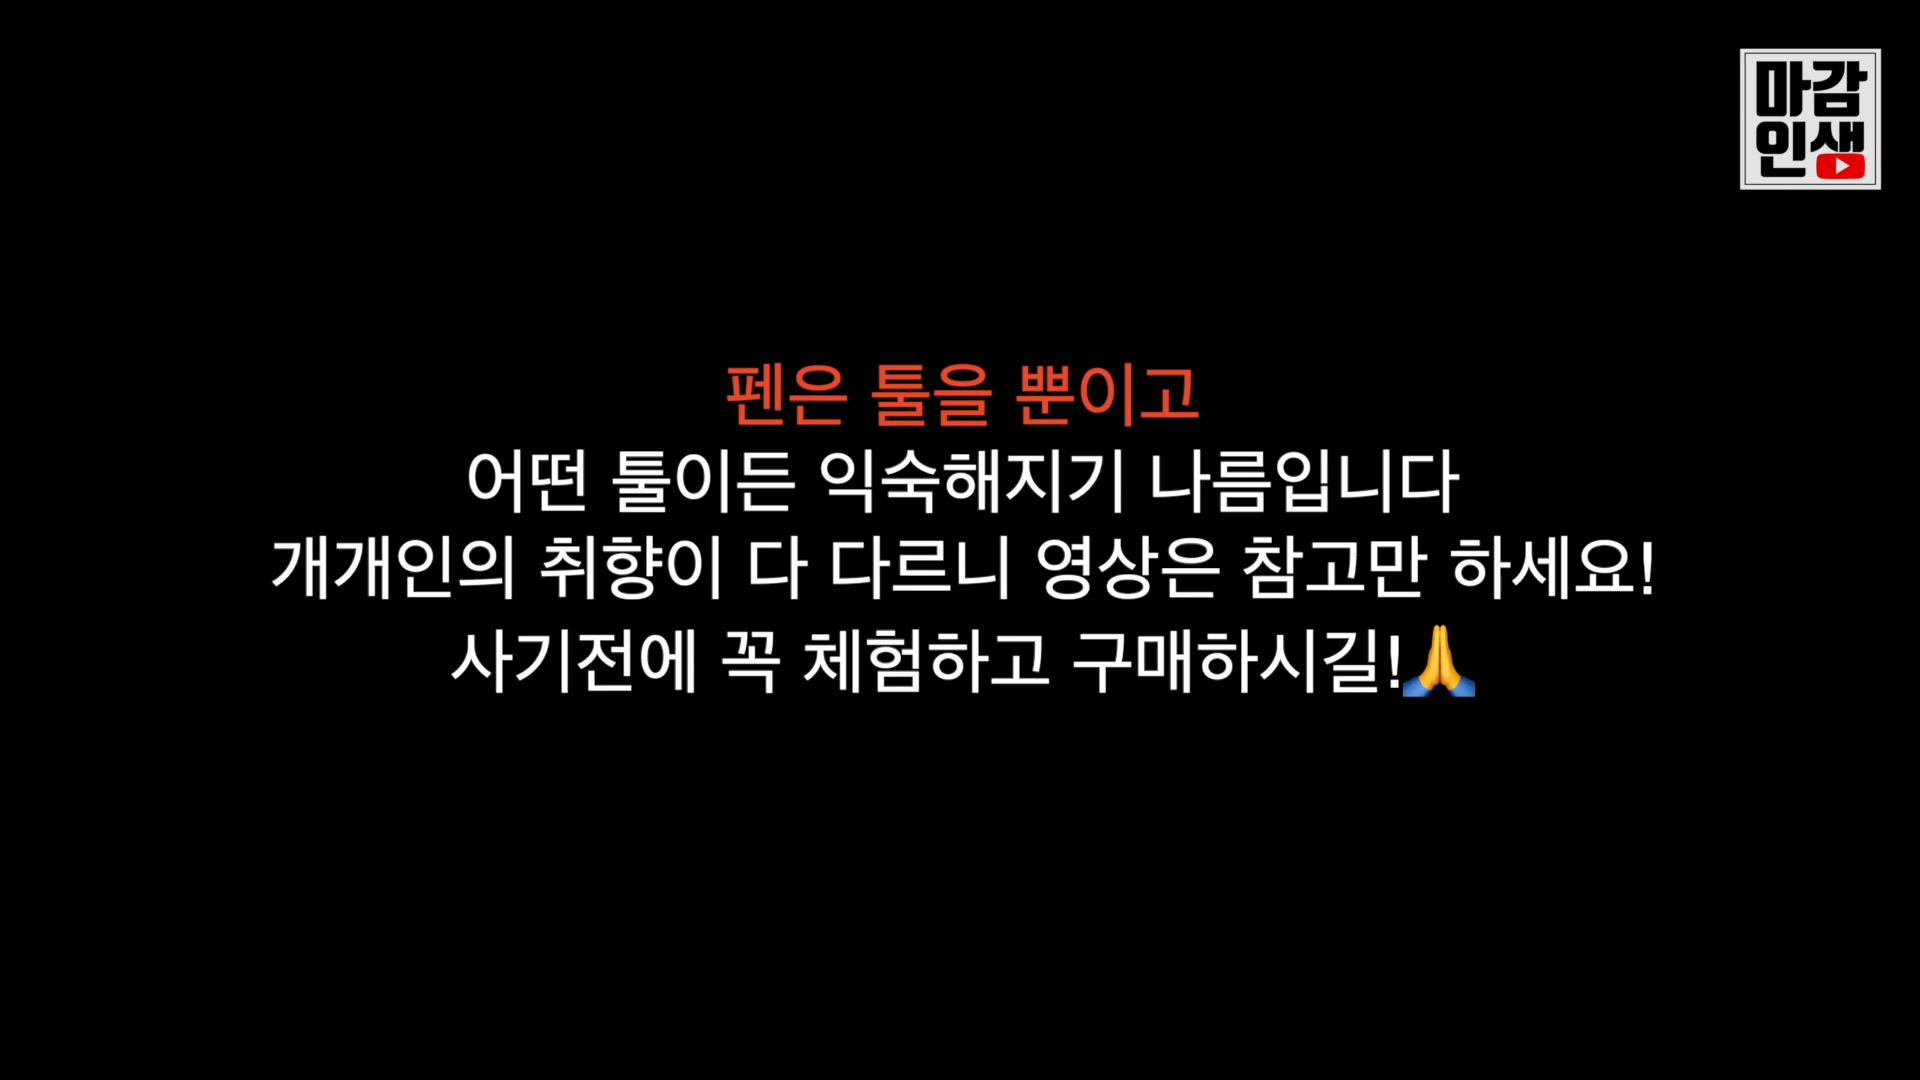 마감
인생
펜은 툴을 뿐이고
어떤 툴이든 익숙해지기 나름입니다
개개인의 취향이 다 다르니 영상은 참고만 하세요!
사기전에 꼭 체험하고 구매하시길!🙏